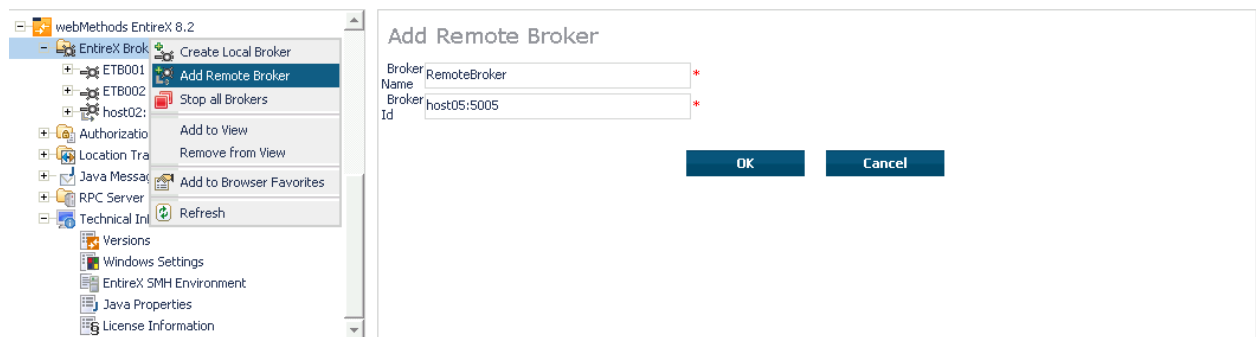 webMethods EntireX 8.2
EntireX Brok
Create Local Broker
ETB001
Add Remote Broker
ETB002
Stop all Brokers
host02:
Authorizatio
Add to View
Location Tra
Remove from View
Java Messag
Add to Browser Favorites
RPC Server
Technical Inf
Refresh
Versions
Windows Settings
EntireX SMH Environment
Java Properties
License Information
Add Remote Broker
Broker Name RemoteBroker *
Broker Id host05:5005 *
OK Cancel